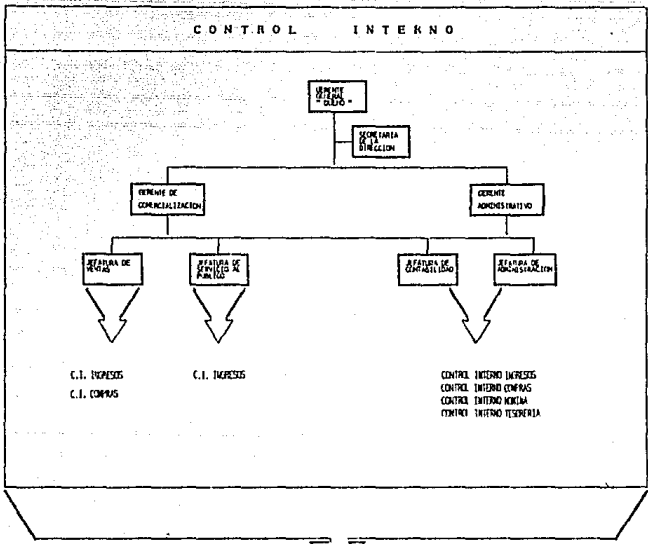 CONTROL INTERNO
GERENTE
GENERAL
" DUEÑO "
SECRETARIA
DE LA
DIRECCION
GERENTE DE
COMERCIALIZACION
GERENTE
ADMINISTRATIVO
JEFATURA DE
VENTAS
JEFATURA DE
SERVICIO AL
PUBLICO
JEFATURA DE
CONTABILIDAD
JEFATURA DE
ADMINISTRACION
C.I. INGRESOS
C.I. COMPRAS
C.I. INGRESOS
CONTROL INTERNO INGRESOS
CONTROL INTERNO COMPRAS
CONTROL INTERNO NOMINA
CONTROL INTERNO TESORERIA